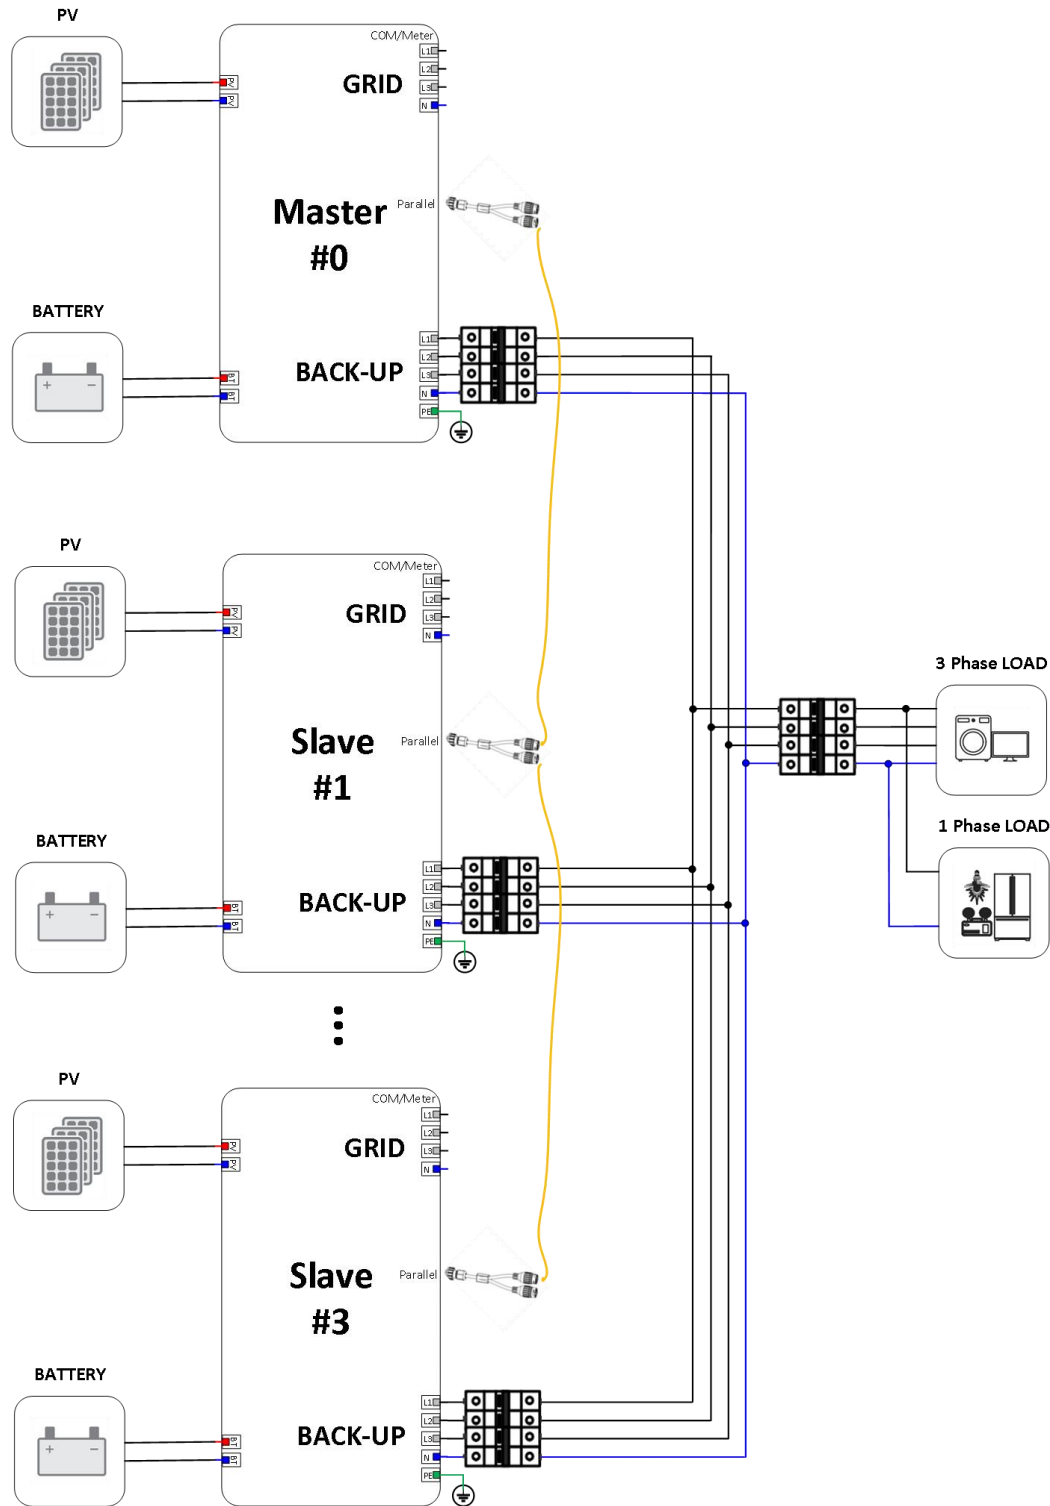 PV
COM/Meter
L1
L2
GRID
L3
N
PV
PV
Master
#0
Parallel
BATTERY
L1
L2
BACK-UP
L3
N
PE
BT
BT
+ −
PV
COM/Meter
L1
L2
GRID
L3
N
PV
PV
3 Phase LOAD
Slave
#1
Parallel
1 Phase LOAD
BATTERY
L1
L2
BACK-UP
L3
N
PE
BT
BT
+ −
PV
COM/Meter
L1
L2
GRID
L3
N
PV
PV
Slave
#3
Parallel
BATTERY
L1
L2
BACK-UP
L3
N
PE
BT
BT
+ −